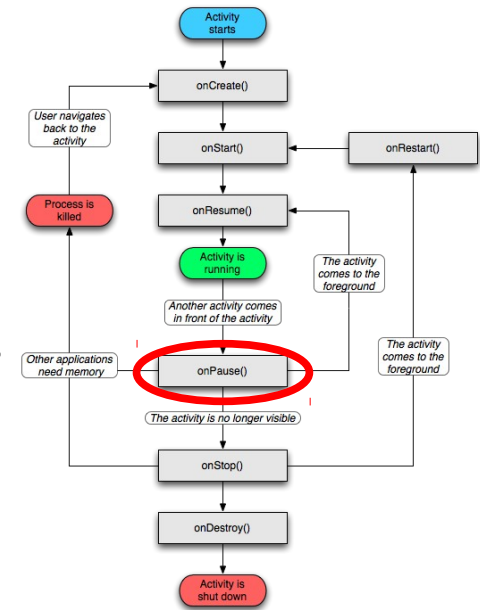 Activity
starts
onCreate()
User navigates
back to the
activity
onStart()
onRestart()
Process is
killed
onResume()
Activity is
running
The activity
comes to the
foreground
Another activity comes
in front of the activity
The activity
comes to the
foreground
Other applications
need memory
onPause()
The activity is no longer visible
onStop()
onDestroy()
Activity is
shut down